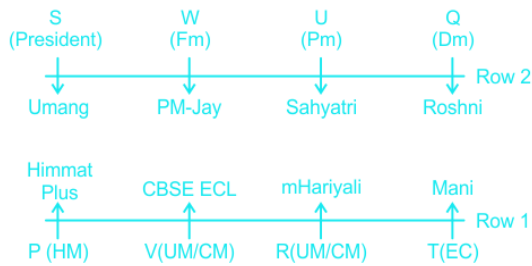 S W U Q
(President) (Fm) (Pm) (Dm)
Row 2
Umang PM-Jay Sahyatri Roshni
Himmat
Plus CBSE ECL mHariyali Mani
Row 1
P (HM) V(UM/CM) R(UM/CM) T(EC)